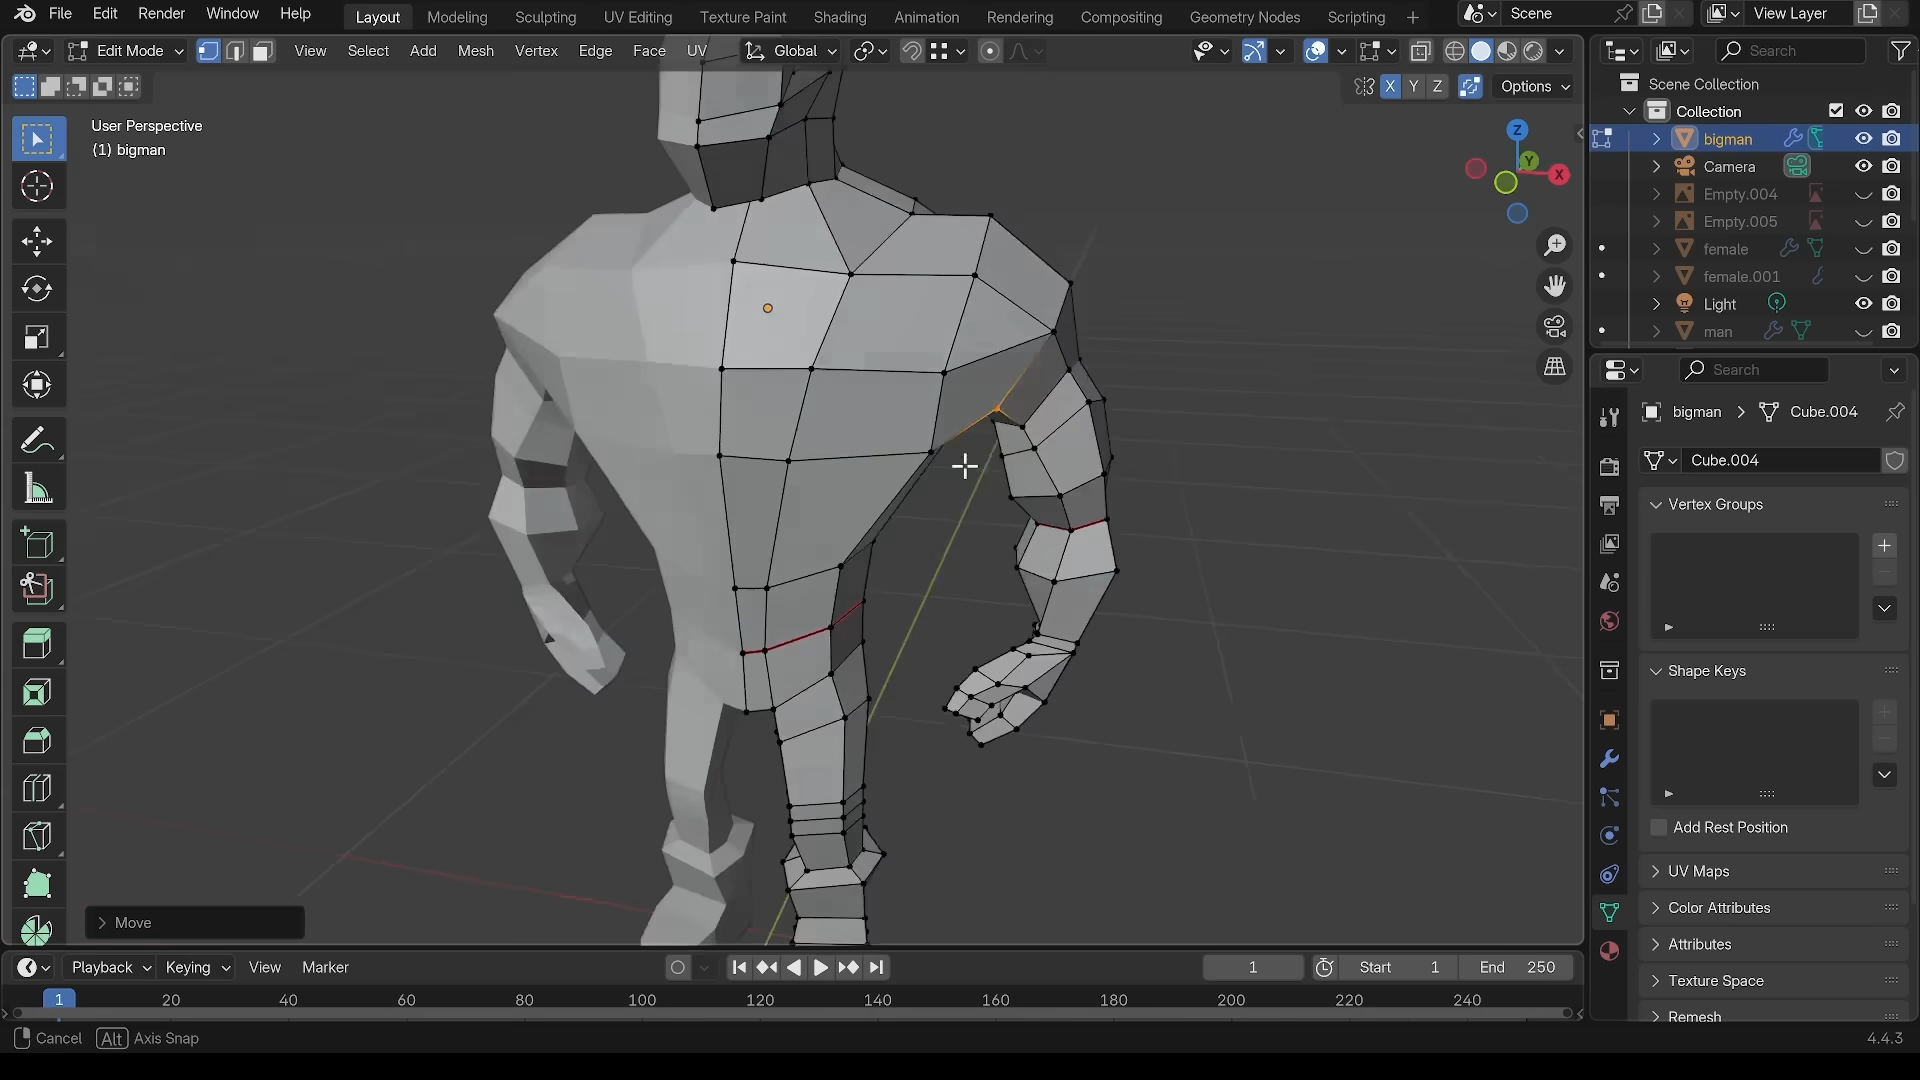 File Edit Render Window Help
Layout Modeling Sculpting UV Editing Texture Paint Shading Animation Rendering Compositing Geometry Nodes Scripting +
Scene
View Layer
Edit Mode View Select Add Mesh Vertex Edge Face UV
Global
Search
X Y Z Options
Scene Collection
Collection
User Perspective
(1) bigman
bigman
Camera
Empty.004
Empty.005
female
female.001
Light
man
Z
Y
X
Search
bigman > Cube.004
Cube.004
Vertex Groups
Shape Keys
Add Rest Position
UV Maps
Color Attributes
Attributes
Texture Space
Remesh
Move
Playback Keying View Marker
1
Start 1
End 250
1 20 40 60 80 100 120 140 160 180 200 220 240
Cancel Alt Axis Snap
4.4.3